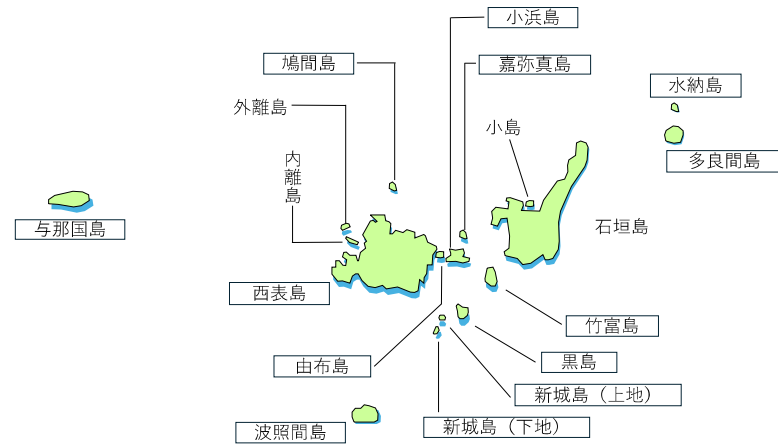 小浜島
鳩間島
嘉弥真島
水納島
外離島
小島
多良間島
内離島
与那国島
石垣島
西表島
竹富島
由布島
黒島
新城島（上地）
波照間島
新城島（下地）